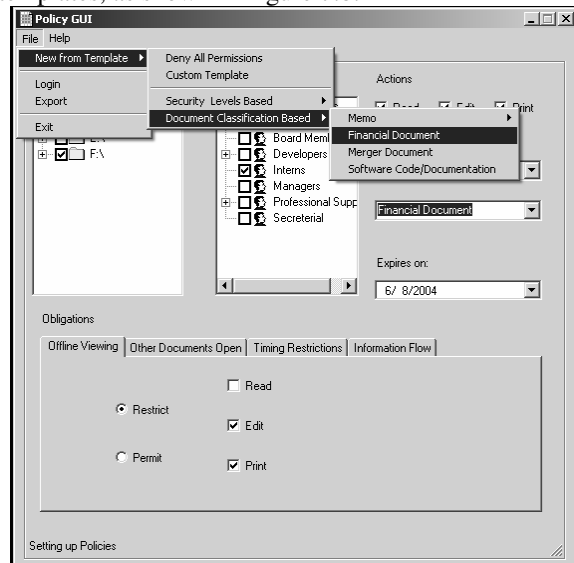 Policy GUI
File Help
New from Template
Login
Export
Exit
Deny All Permissions
Custom Template
Security Levels Based
Document Classification Based
Memo
Financial Document
Merger Document
Software Code/Documentation
Actions
Read Edit Print
F:\
Board Mem
Developers
Interns
Managers
Professional Supp
Secreterial
Financial Document
Expires on:
6/ 8/2004
Obligations
Offline Viewing Other Documents Open Timing Restrictions Information Flow
Read
Restrict
Edit
Permit
Print
Setting up Policies